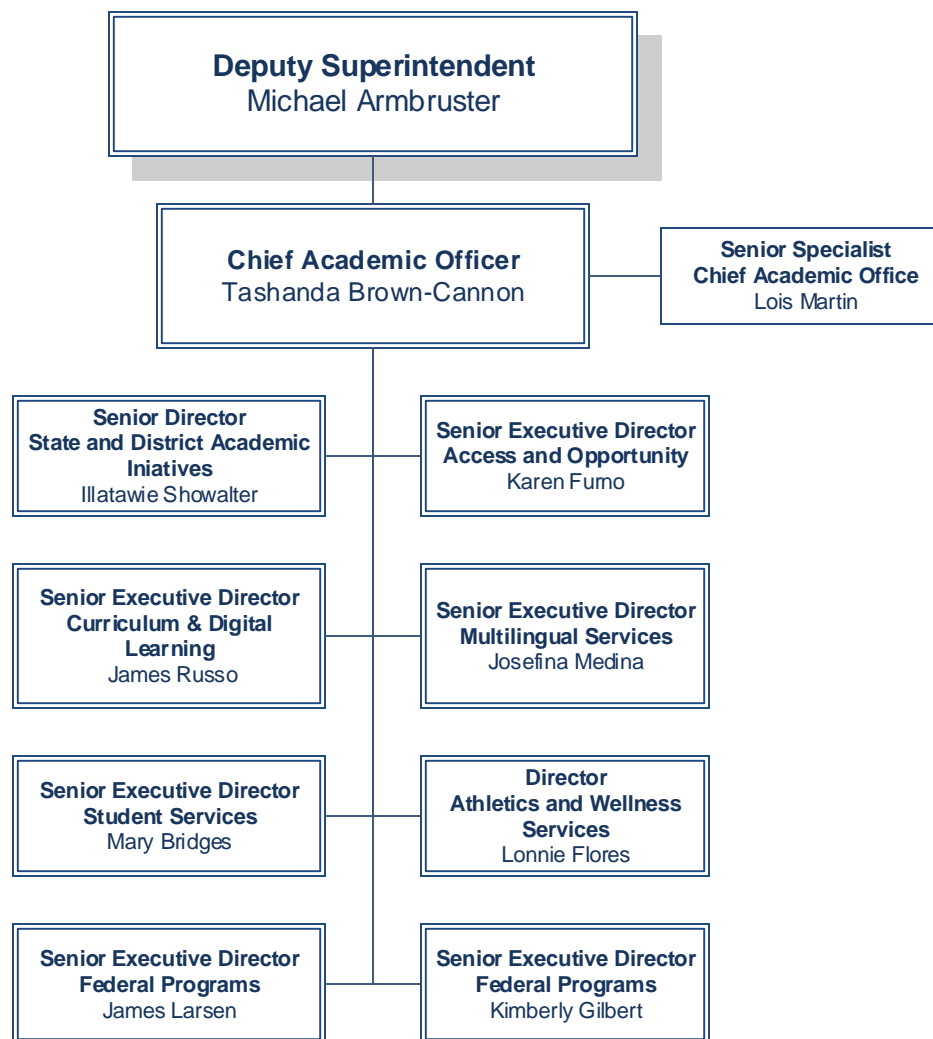 Deputy Superintendent
Michael Armbruster
Chief Academic Officer
Tashanda Brown-Cannon
Senior Specialist
Chief Academic Office
Lois Martin
Senior Director
State and District Academic
Iniatives
Illatawie Showalter
Senior Executive Director
Access and Opportunity
Karen Furno
Senior Executive Director
Curriculum & Digital
Learning
James Russo
Senior Executive Director
Multilingual Services
Josefina Medina
Senior Executive Director
Student Services
Mary Bridges
Director
Athletics and Wellness
Services
Lonnie Flores
Senior Executive Director
Federal Programs
James Larsen
Senior Executive Director
Federal Programs
Kimberly Gilbert